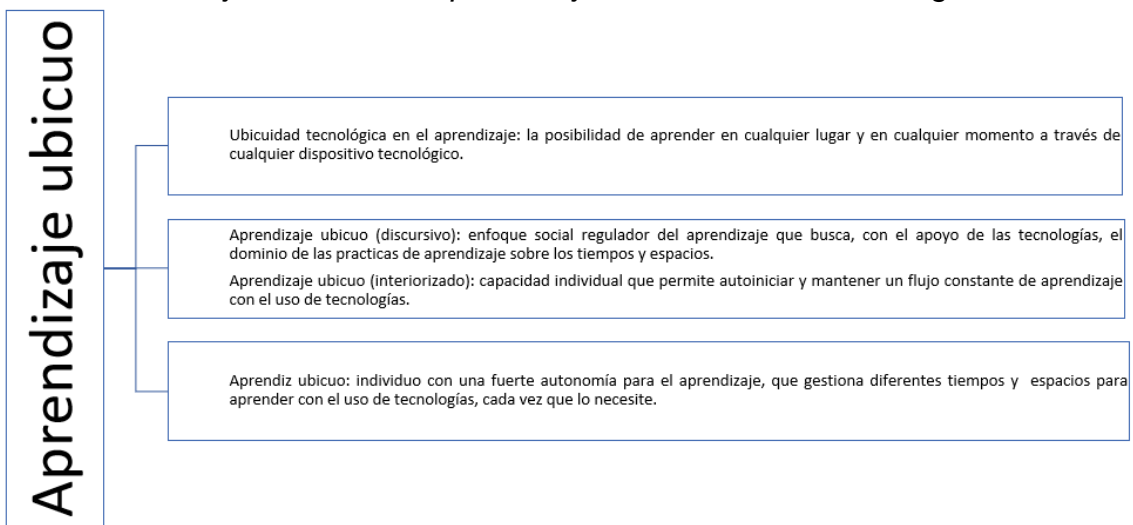 Aprendizaje ubicuo
Ubicuidad tecnológica en el aprendizaje: la posibilidad de aprender en cualquier lugar y en cualquier momento a través de
cualquier dispositivo tecnológico.
Aprendizaje ubicuo (discursivo): enfoque social regulador del aprendizaje que busca, con el apoyo de las tecnologías, el
dominio de las practicas de aprendizaje sobre los tiempos y espacios.
Aprendizaje ubicuo (interiorizado): capacidad individual que permite autoiniciar y mantener un flujo constante de aprendizaje
con el uso de tecnologías.
Aprendiz ubicuo: individuo con una fuerte autonomía para el aprendizaje, que gestiona diferentes tiempos y espacios para
aprender con el uso de tecnologías, cada vez que lo necesite.